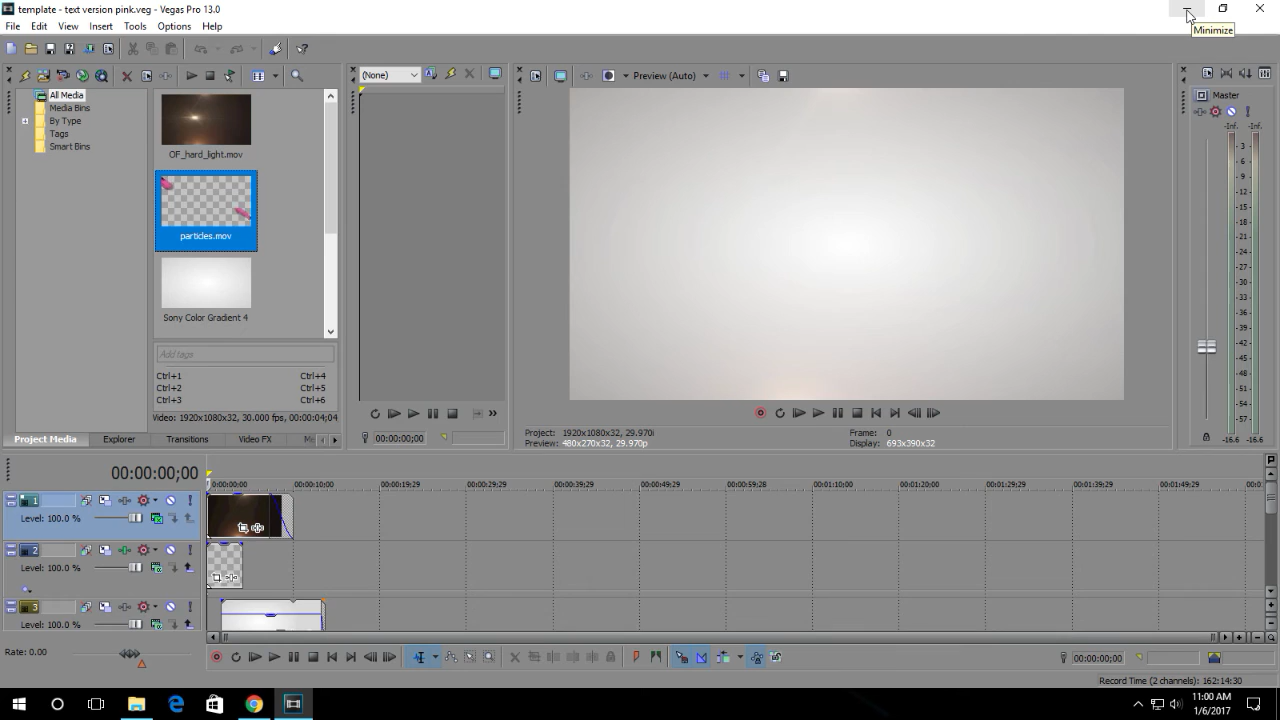 template - text version pink.veg - Vegas Pro 13.0
Minimize
File Edit View Insert Tools Options Help
(None)
Preview (Auto)
All Media
Media Bins
By Type
Tags
Smart Bins
OF_hard_light.mov
particles.mov
Sony Color Gradient 4
Add tags
Ctrl+1 Ctrl+4
Ctrl+2 Ctrl+5
Ctrl+3 Ctrl+6
Video: 1920x1080x32, 30.000 fps, 00:00:04;04
Project Media Explorer Transitions Video FX Me
00:00:00;00
Project: 1920x1080x32, 29.970i
Preview: 480x270x32, 29.970p
Frame: 0
Display: 693x390x32
Master
-Inf. -Inf.
3
6
9
12
15
18
21
24
27
30
33
36
39
42
45
48
51
54
57
-16.6 -16.6
00:00:00;00
0:00:00:00 00:00:10;00 00:00:19;29 00:00:29;29 00:00:39;29 00:00:49;29 00:00:59;28 00:01:10;00 00:01:20;00 00:01:29;29 00:01:39;29 00:01:49;29 00:0
1
Level: 100.0 %
2
Level: 100.0 %
3
Level: 100.0 %
Rate: 0.00
00:00:00;00
Record Time (2 channels): 162:14:30
11:00 AM
1/6/2017